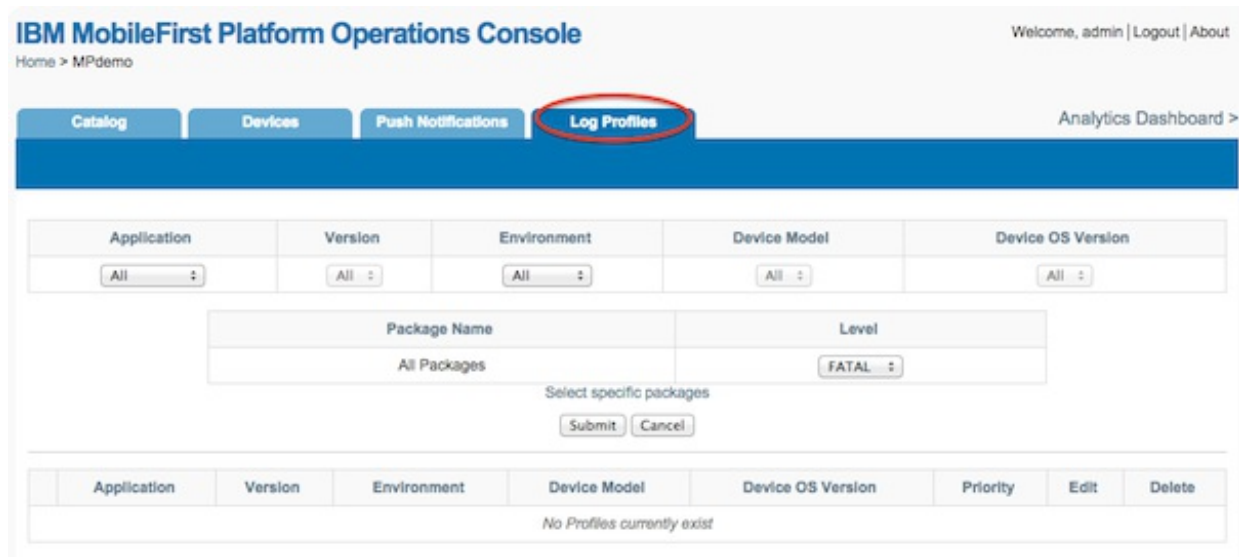 IBM MobileFirst Platform Operations Console
Welcome, admin | Logout | About
Home > MPdemo
Catalog Devices Push Notifications Log Profiles Analytics Dashboard >
Application Version Environment Device Model Device OS Version
All All All All All
Package Name Level
All Packages FATAL
Select specific packages
Submit Cancel
Application Version Environment Device Model Device OS Version Priority Edit Delete
No Profiles currently exist